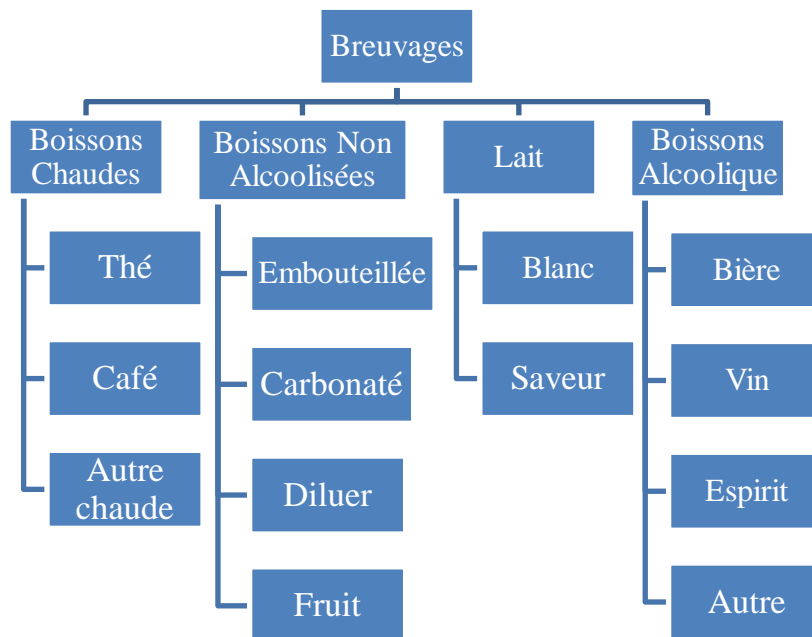 Breuvages
Boissons
Chaudes
Thé
Café
Autre
chaude
Boissons Non
Alcoolisées
Embouteillée
Carbonaté
Diluer
Fruit
Lait
Blanc
Saveur
Boissons
Alcoolique
Bière
Vin
Espirit
Autre